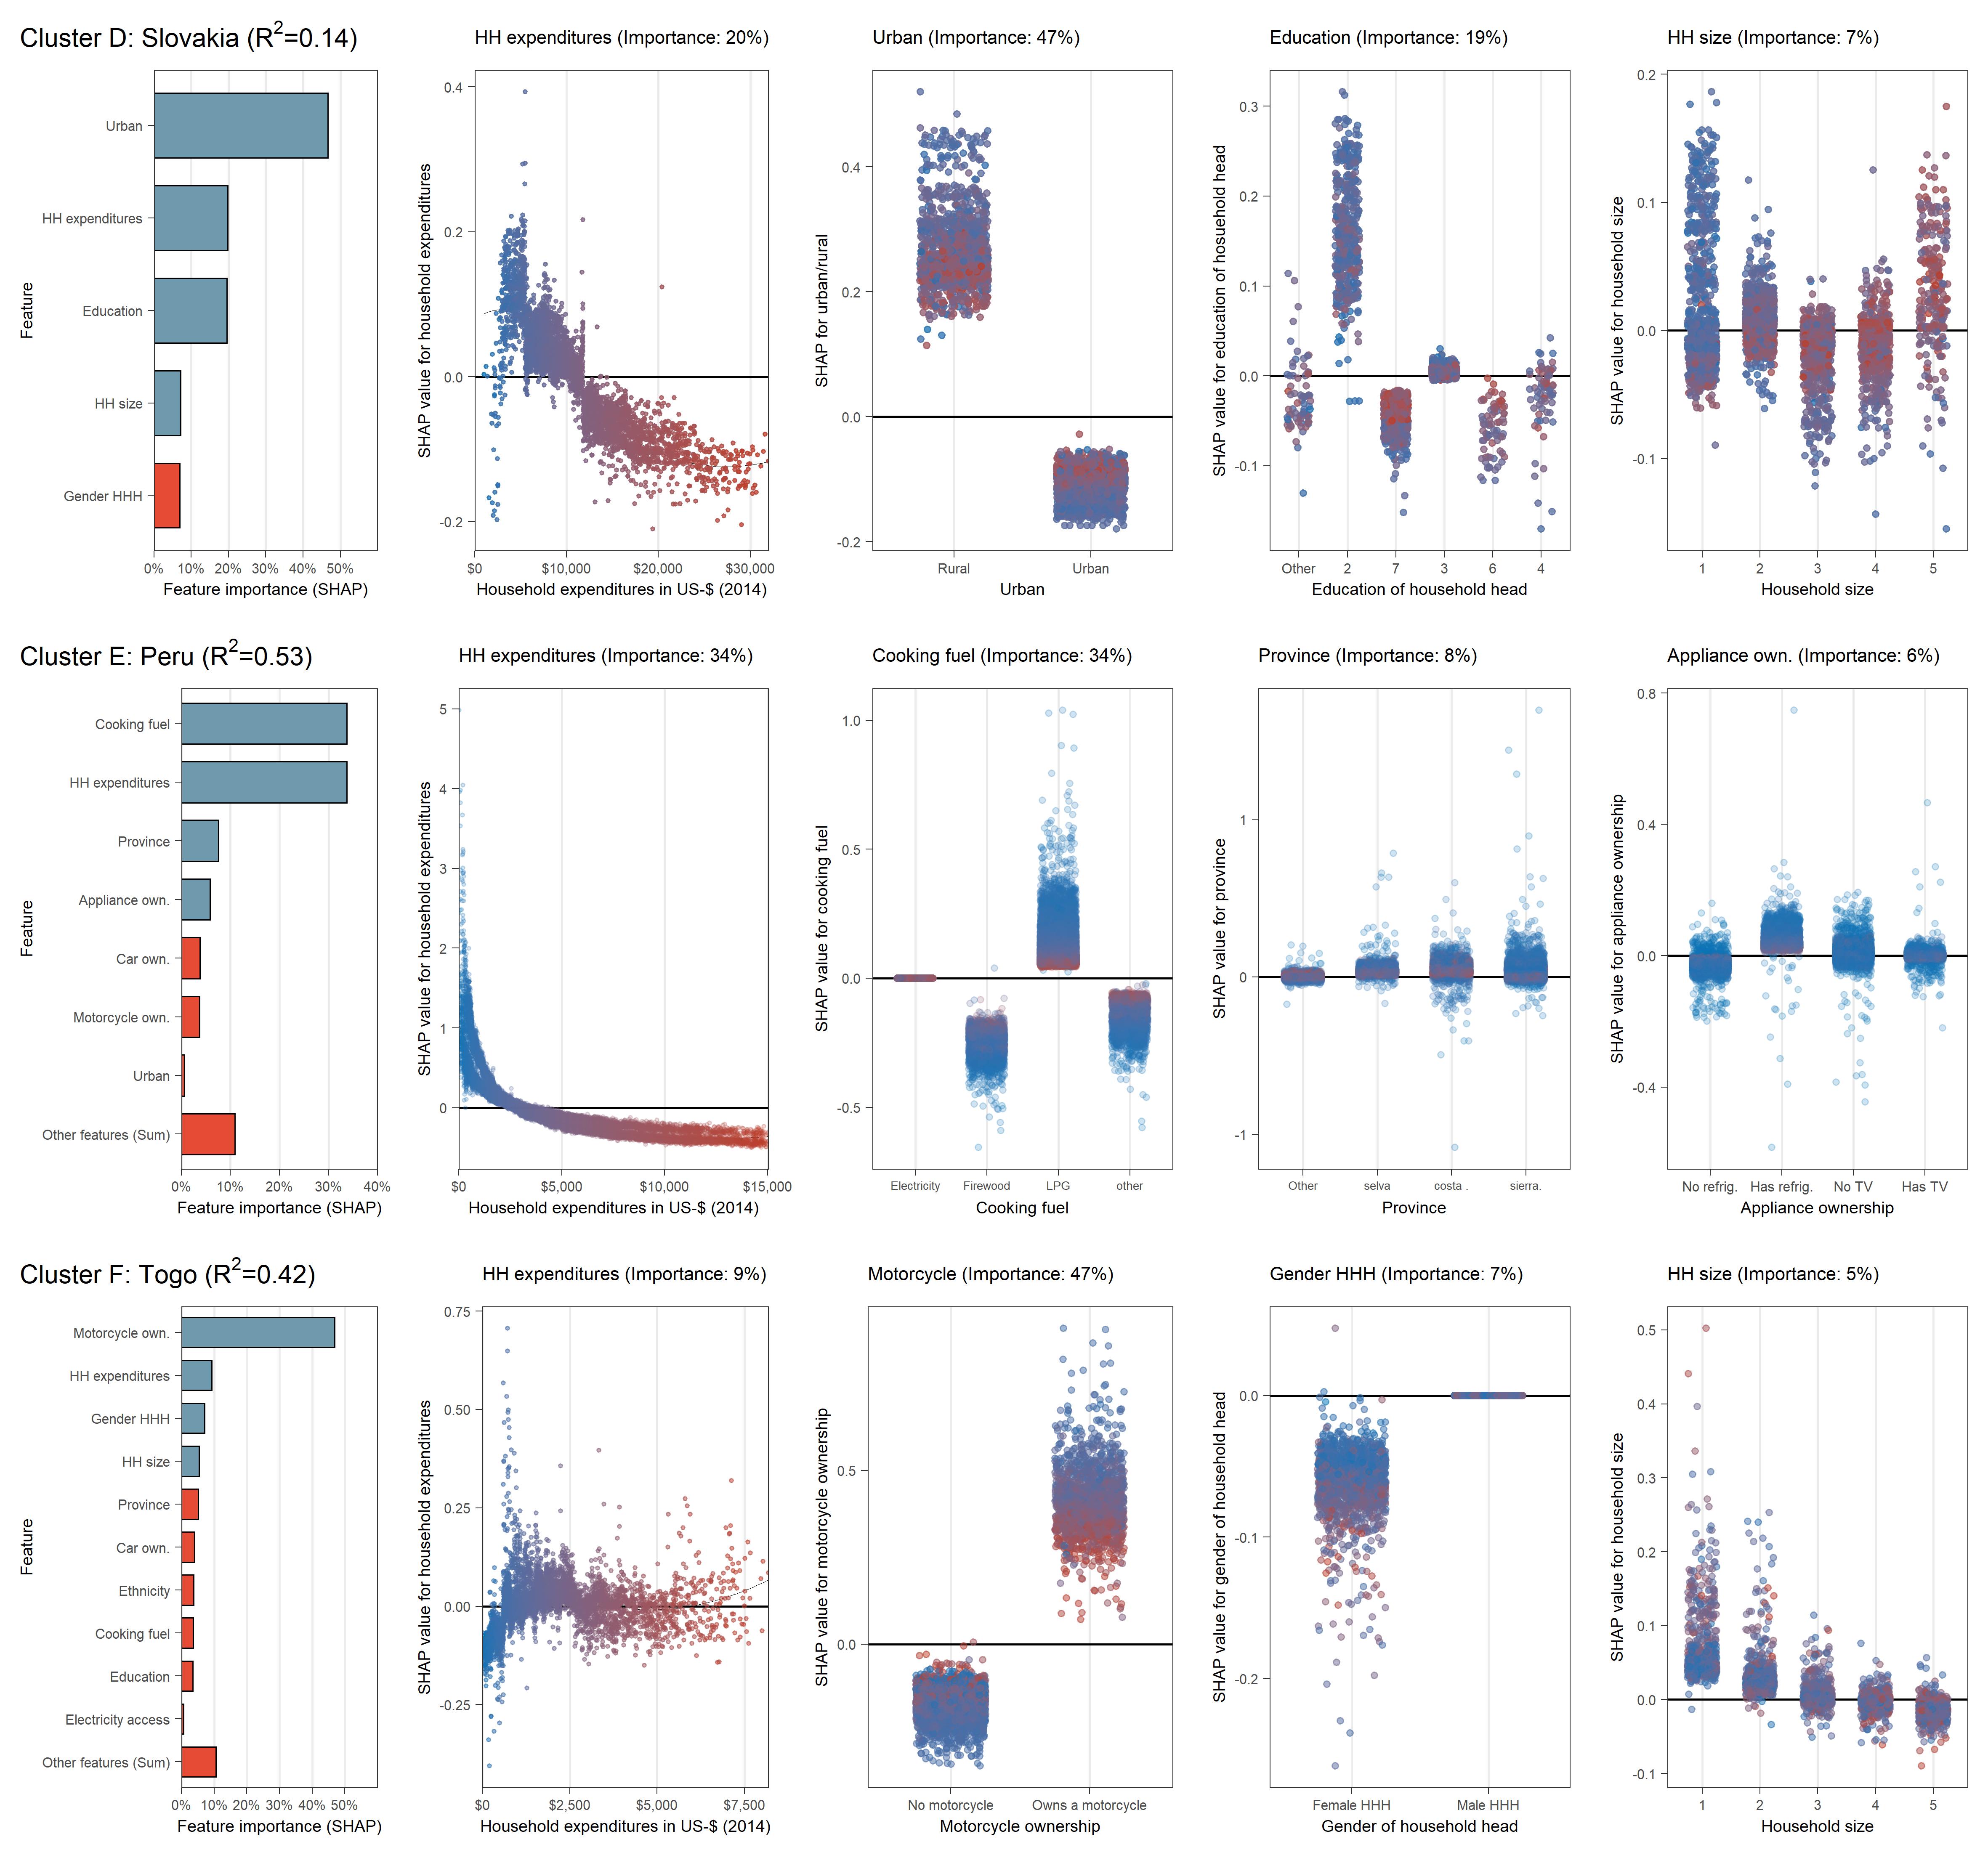 Cluster D: Slovakia (R2=0.14)
HH expenditures (Importance: 20%)
Urban (Importance: 47%)
Education (Importance: 19%)
HH size (Importance: 7%)
Feature
Urban
HH expenditures
Education
HH size
Gender HHH
0% 10% 20% 30% 40% 50%
Feature importance (SHAP)
SHAP value for household expenditures
0.4
0.2
0.0
-0.2
$0 $10,000 $20,000 $30,000
Household expenditures in US-$ (2014)
SHAP for urban/rural
0.4
0.2
0.0
-0.2
Rural Urban
Urban
SHAP value for education of hosuehold head
0.3
0.2
0.1
0.0
-0.1
Other 2 7 3 6 4
Education of household head
SHAP value for household size
0.2
0.1
0.0
-0.1
1 2 3 4 5
Household size
Cluster E: Peru (R2=0.53)
HH expenditures (Importance: 34%)
Cooking fuel (Importance: 34%)
Province (Importance: 8%)
Appliance own. (Importance: 6%)
Feature
Cooking fuel
HH expenditures
Province
Appliance own.
Car own.
Motorcycle own.
Urban
Other features (Sum)
0% 10% 20% 30% 40%
Feature importance (SHAP)
SHAP value for household expenditures
5
4
3
2
1
0
$0 $5,000 $10,000 $15,000
Household expenditures in US-$ (2014)
SHAP value for cooking fuel
1.0
0.5
0.0
-0.5
Electricity Firewood LPG other
Cooking fuel
SHAP value for province
1
0
-1
Other selva costa . sierra.
Province
SHAP value for appliance ownership
0.8
0.4
0.0
-0.4
No refrig. Has refrig. No TV Has TV
Appliance ownership
Cluster F: Togo (R2=0.42)
HH expenditures (Importance: 9%)
Motorcycle (Importance: 47%)
Gender HHH (Importance: 7%)
HH size (Importance: 5%)
Feature
Motorcycle own.
HH expenditures
Gender HHH
HH size
Province
Car own.
Ethnicity
Cooking fuel
Education
Electricity access
Other features (Sum)
0% 10% 20% 30% 40% 50%
Feature importance (SHAP)
SHAP value for household expenditures
0.75
0.50
0.25
0.00
-0.25
$0 $2,500 $5,000 $7,500
Household expenditures in US-$ (2014)
SHAP value for motorcycle ownership
0.5
0.0
No motorcycle Owns a motorcycle
Motorcycle ownership
SHAP value for gender of household head
0.0
-0.1
-0.2
Female HHH Male HHH
Gender of household head
SHAP value for household size
0.5
0.4
0.3
0.2
0.1
0.0
-0.1
1 2 3 4 5
Household size